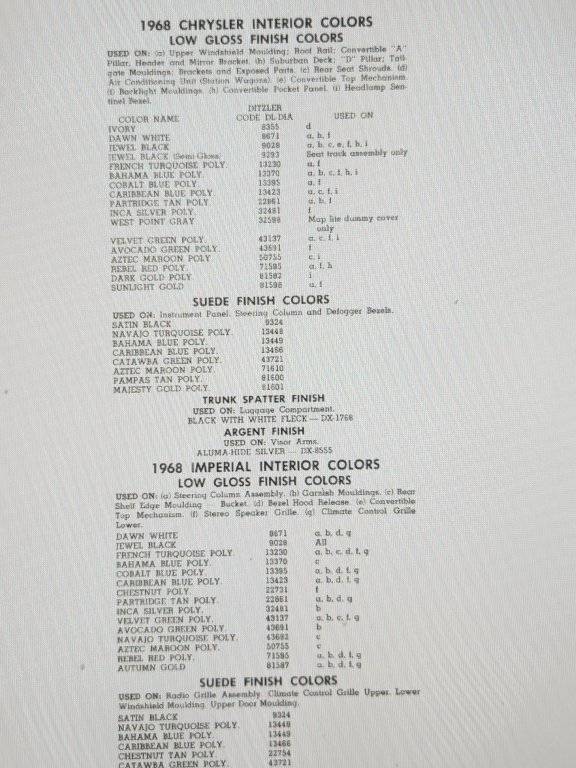 1968 CHRYSLER INTERIOR COLORS
LOW GLOSS FINISH COLORS
USED ON: (a) Upper Windshield Moulding; Roof Rail; Convertible "A"
Pillar, Header and Mirror Bracket. (b) Suburban Deck; "D" Pillar; Tail-
gate Mouldings; Brackets and Exposed Parts. (c) Rear Seat Shrouds. (d)
Air Conditioning Unit (Station Wagons). (e) Convertible Top Mechanism.
(f) Backlight Mouldings. (h) Convertible Pocket Panel. (i) Headlamp Sen-
tinel Bezel.
DITZLER
COLOR NAME CODE DL-DIA USED ON
IVORY 8355 d
DAWN WHITE 8671 a, b, f
JEWEL BLACK 9028 a, b, c, e, f, h, i
JEWEL BLACK (Semi-Gloss) 9293 Seat track assembly only
FRENCH TURQUOISE POLY. 13230 a, f
BAHAMA BLUE POLY. 13370 a, b, c, f, h, i
COBALT BLUE POLY. 13395 a, f
CARIBBEAN BLUE POLY. 13423 a, c, f, i
PARTRIDGE TAN POLY. 22661 a, b, f
INCA SILVER POLY. 32481 f
WEST POINT GRAY 32598 Map lite dummy cover
only
VELVET GREEN POLY. 43137 a, c, f, i
AVOCADO GREEN POLY. 43691 f
AZTEC MAROON POLY 50755 c, i
REBEL RED POLY. 71585 a, f, h
DARK GOLD POLY. 81582 i
SUNLIGHT GOLD 81598 a, f
SUEDE FINISH COLORS
USED ON: Instrument Panel, Steering Column and Defogger Bezels.
SATIN BLACK 9324
NAVAJO TURQUOISE POLY. 13448
BAHAMA BLUE POLY. 13449
CARIBBEAN BLUE POLY. 13466
CATAWBA GREEN POLY. 43721
AZTEC MAROON POLY. 71610
PAMPAS TAN POLY. 81600
MAJESTY GOLD POLY. 81601
TRUNK SPATTER FINISH
USED ON: Luggage Compartment.
BLACK WITH WHITE FLECK — DX-1768
ARGENT FINISH
USED ON: Visor Arms.
ALUMA-HIDE SILVER — DX-8555
1968 IMPERIAL INTERIOR COLORS
LOW GLOSS FINISH COLORS
USED ON: (a) Steering Column Assembly. (b) Garnish Mouldings. (c) Rear
Shelf Edge Moulding — Bucket. (d) Bezel Hood Release. (e) Convertible
Top Mechanism. (f) Stereo Speaker Grille. (g) Climate Control Grille
Lower.
DAWN WHITE 8671 a, b, d, g
JEWEL BLACK 9028 All
FRENCH TURQUOISE POLY. 13230 a, b, c, d, f, g
BAHAMA BLUE POLY. 13370 c
COBALT BLUE POLY. 13395 a, b, d, f, g
CARIBBEAN BLUE POLY. 13423 a, b, d, f, g
CHESTNUT POLY. 22731 f
PARTRIDGE TAN POLY. 22661 a, b, d, g
INCA SILVER POLY. 32481 b
VELVET GREEN POLY. 43137 a, b, c, f, g
AVOCADO GREEN POLY. 43691 b
NAVAJO TURQUOISE POLY. 43692 c
AZTEC MAROON POLY. 50755 c
REBEL RED POLY. 71585 a, b, d, f, g
AUTUMN GOLD 81587 a, b, d, f, g
SUEDE FINISH COLORS
USED ON: Radio Grille Assembly. Climate Control Grille Upper. Lower
Windshield Moulding. Upper Door Moulding.
SATIN BLACK 9324
NAVAJO TURQUOISE POLY. 13448
BAHAMA BLUE POLY. 13449
CARIBBEAN BLUE POLY. 13466
CHESTNUT TAN POLY. 22754
CATAWBA GREEN POLY. 43721